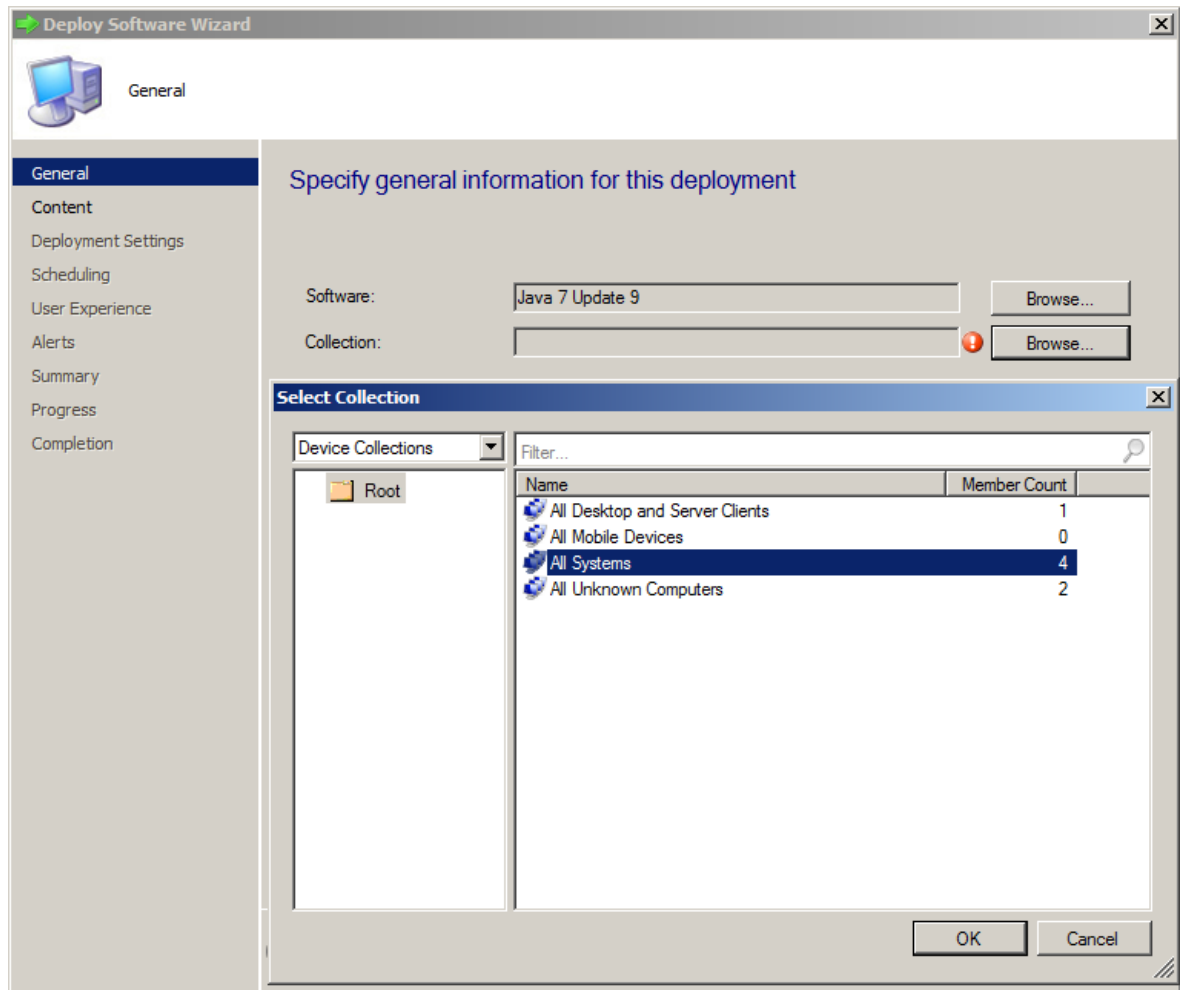 Deploy Software Wizard
General
General
Content
Deployment Settings
Scheduling
User Experience
Alerts
Summary
Progress
Completion
Specify general information for this deployment
Software: Java 7 Update 9 Browse...
Collection: Browse...
Select Collection
Device Collections Filter...
Root
Name Member Count
All Desktop and Server Clients 1
All Mobile Devices 0
All Systems 4
All Unknown Computers 2
OK Cancel